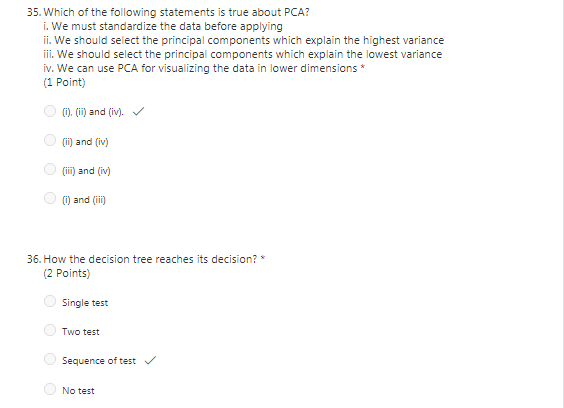 35. Which of the following statements is true about PCA?
i. We must standardize the data before applying
ii. We should select the principal components which explain the highest variance
iii. We should select the principal components which explain the lowest variance
iv. We can use PCA for visualizing the data in lower dimensions *
(1 Point)
(i). (ii) and (iv). ✓
(ii) and (iv)
(iii) and (iv)
(i) and (iii)
36. How the decision tree reaches its decision? *
(2 Points)
Single test
Two test
Sequence of test ✓
No test